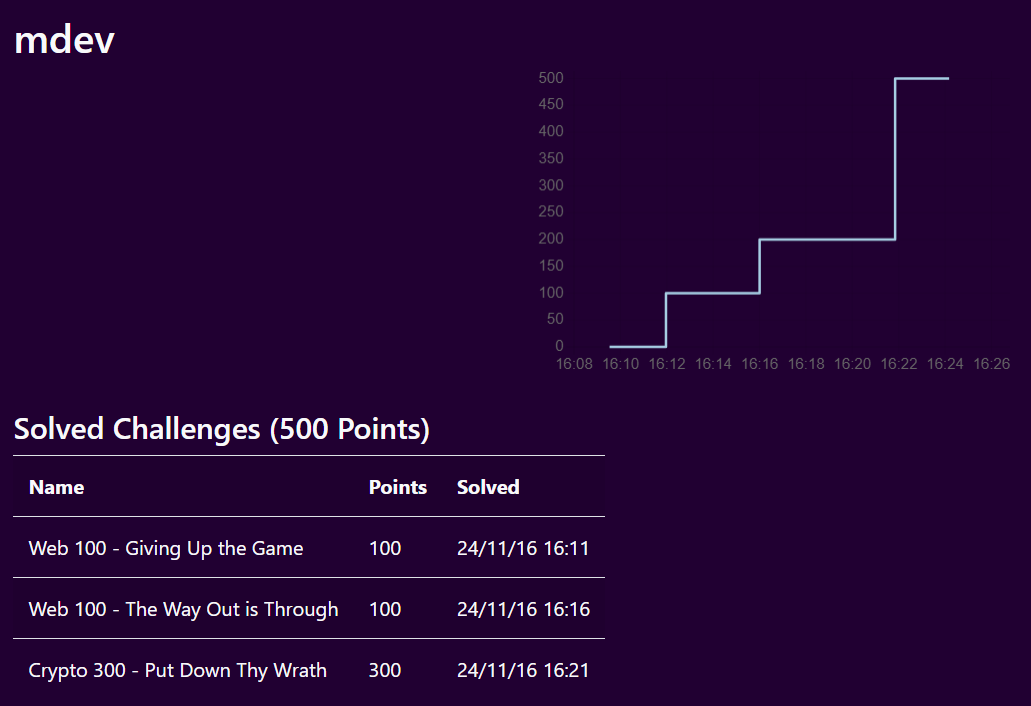 mdev
500
450
400
350
300
250
200
150
100
50
0
16:08 16:10 16:12 16:14 16:16 16:18 16:20 16:22 16:24 16:26
Solved Challenges (500 Points)
Name Points Solved
Web 100 - Giving Up the Game 100 24/11/16 16:11
Web 100 - The Way Out is Through 100 24/11/16 16:16
Crypto 300 - Put Down Thy Wrath 300 24/11/16 16:21